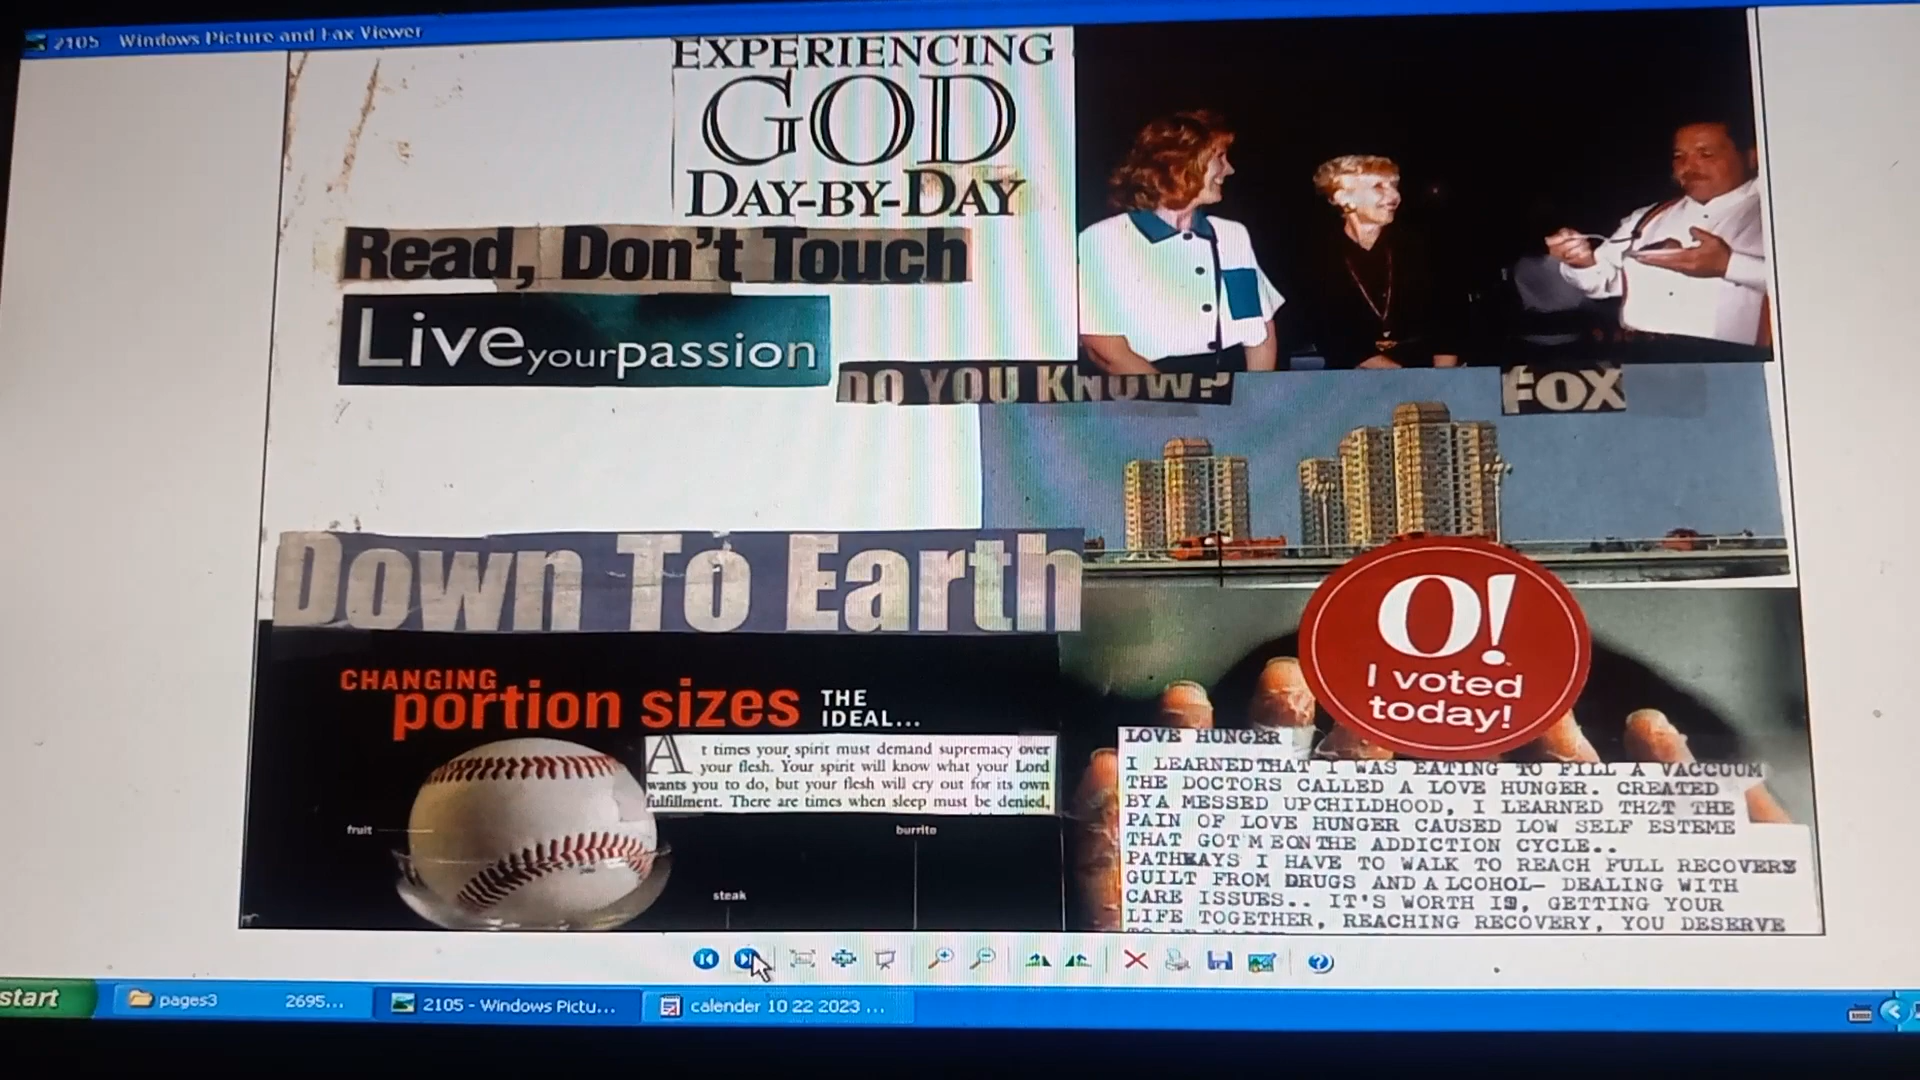 2105 - Windows Picture and Fax Viewer
EXPERIENCING
GOD
DAY-BY-DAY
Read, Don't Touch
Live your passion
DO YOU KNOW?
FOX
Down To Earth
O!
I voted
today!
CHANGING
portion sizes THE
IDEAL...
At times your spirit must demand supremacy over
your flesh. Your spirit will know what your Lord
wants you to do, but your flesh will cry out for its own
fulfillment. There are times when sleep must be denied,
fruit
burrito
steak
LOVE HUNGER
I LEARNED THAT I WAS EATING TO FILL A VACCUUM
THE DOCTORS CALLED A LOVE HUNGER. CREATED
BYA MESSED UPCHILDHOOD, I LEARNED THZT THE
PAIN OF LOVE HUNGER CAUSED LOW SELF ESTEME
THAT GOT M EON THE ADDICTION CYCLE..
PATHWAYS I HAVE TO WALK TO REACH FULL RECOVERY
GUILT FROM DRUGS AND A LCOHOL- DEALING WITH
CARE ISSUES.. IT'S WORTH IS, GETTING YOUR
LIFE TOGETHER, REACHING RECOVERY, YOU DESERVE
start
pages3 2695...
2105 - Windows Pictu...
calender 10 22 2023 ...